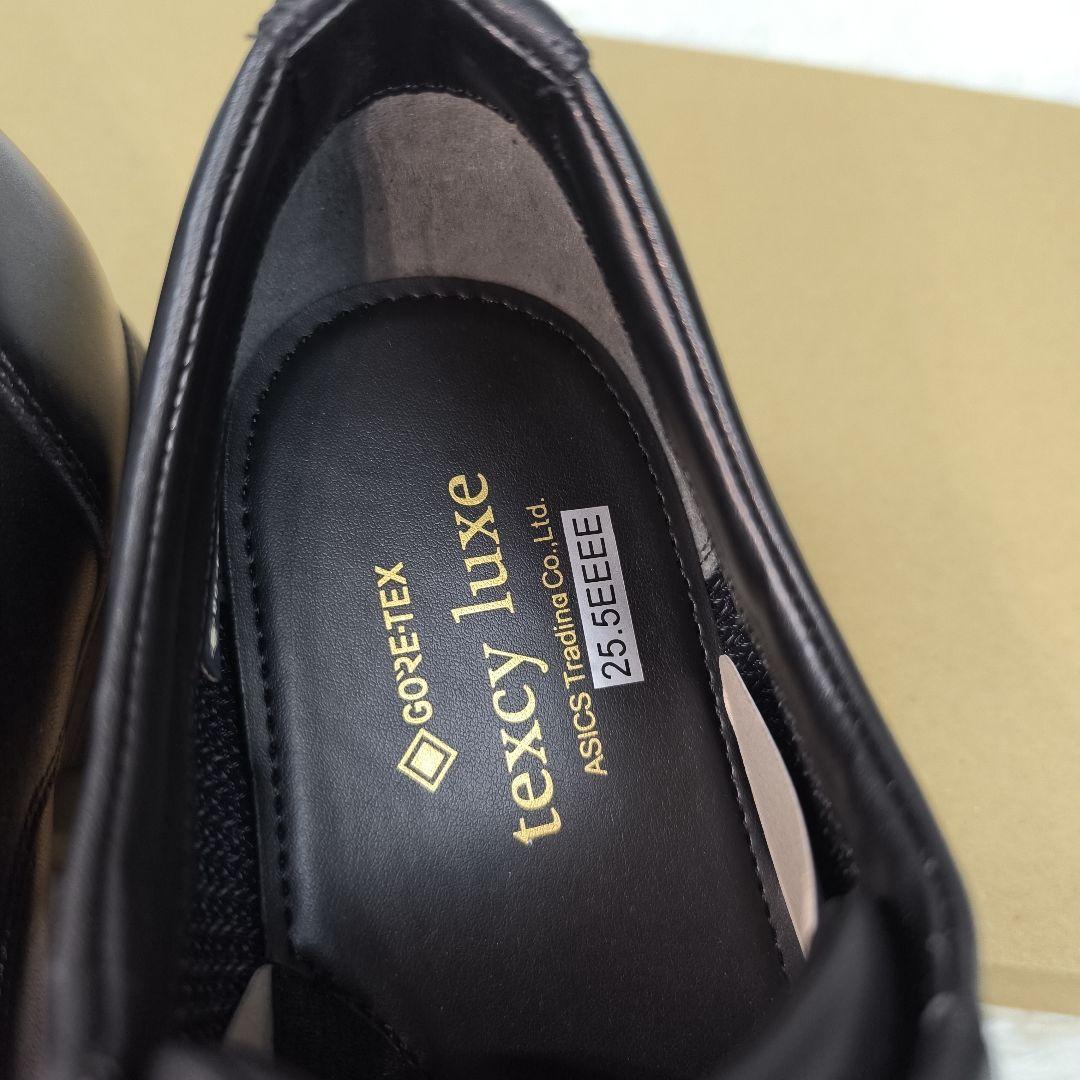 GORE-TEX
texcy luxe
ASICS Trading Co.,Ltd.
25.5EEEE